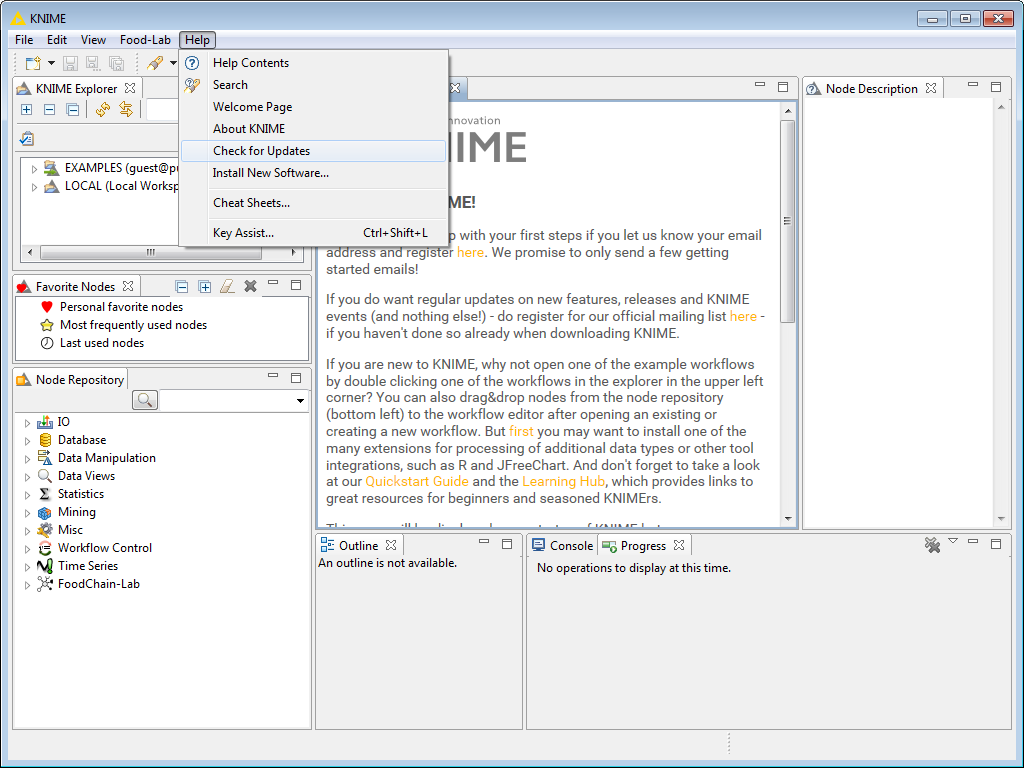 KNIME
File Edit View Food-Lab Help
Help Contents
Search
Welcome Page
About KNIME
Check for Updates
Install New Software...
Cheat Sheets...
Key Assist... Ctrl+Shift+L
KNIME Explorer
EXAMPLES (guest@
LOCAL (Local
Favorite Nodes
Personal favorite nodes
Most frequently used nodes
Last used nodes
Node Repository
IO
Database
Data Manipulation
Data Views
Statistics
Mining
Misc
Workflow Control
Time Series
FoodChain-Lab
with your first steps if you let us know your email
address and register here. We promise to only send a few getting
started emails!
If you do want regular updates on new features, releases and KNIME
events (and nothing else!) - do register for our official mailing list here -
if you haven't done so already when downloading KNIME.
If you are new to KNIME, why not open one of the example workflows
by double clicking one of the workflows in the explorer in the upper left
corner? You can also drag&drop nodes from the node repository
(bottom left) to the workflow editor after opening an existing or
creating a new workflow. But first you may want to install one of the
many extensions for processing of additional data types or other tool
integrations, such as R and JFreeChart. And don't forget to take a look
at our Quickstart Guide and the Learning Hub, which provides links to
great resources for beginners and seasoned KNIMErs.
Node Description
Outline
An outline is not available.
Console Progress
No operations to display at this time.